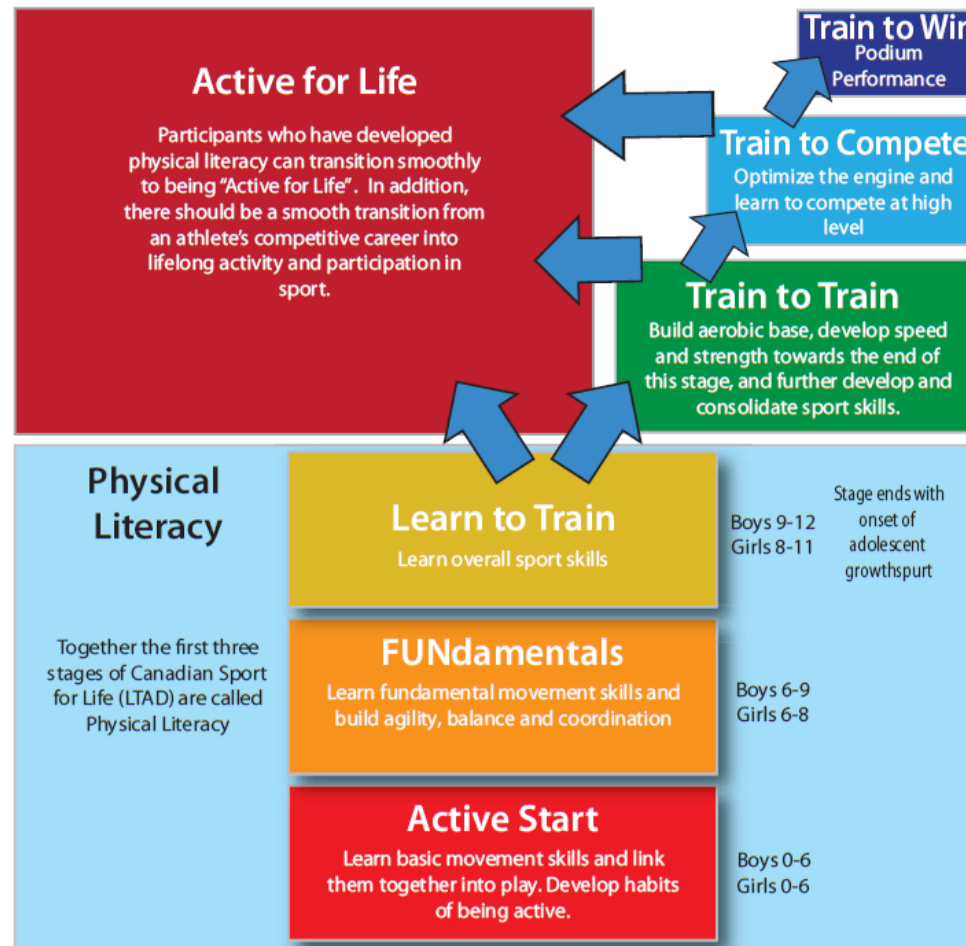 Active for Life
Participants who have developed
physical literacy can transition smoothly
to being “Active for Life”. In addition,
there should be a smooth transition from
an athlete’s competitive career into
lifelong activity and participation in
sport.
Train to Win
Podium
Performance
Train to Compete
Optimize the engine and
learn to compete at high
level
Train to Train
Build aerobic base, develop speed
and strength towards the end of
this stage, and further develop and
consolidate sport skills.
Physical
Literacy
Together the first three
stages of Canadian Sport
for Life (LTAD) are called
Physical Literacy
Learn to Train
Learn overall sport skills
Boys 9-12
Girls 8-11
Stage ends with
onset of
adolescent
growthspurt
FUNdamentals
Learn fundamental movement skills and
build agility, balance and coordination
Boys 6-9
Girls 6-8
Active Start
Learn basic movement skills and link
them together into play. Develop habits
of being active.
Boys 0-6
Girls 0-6